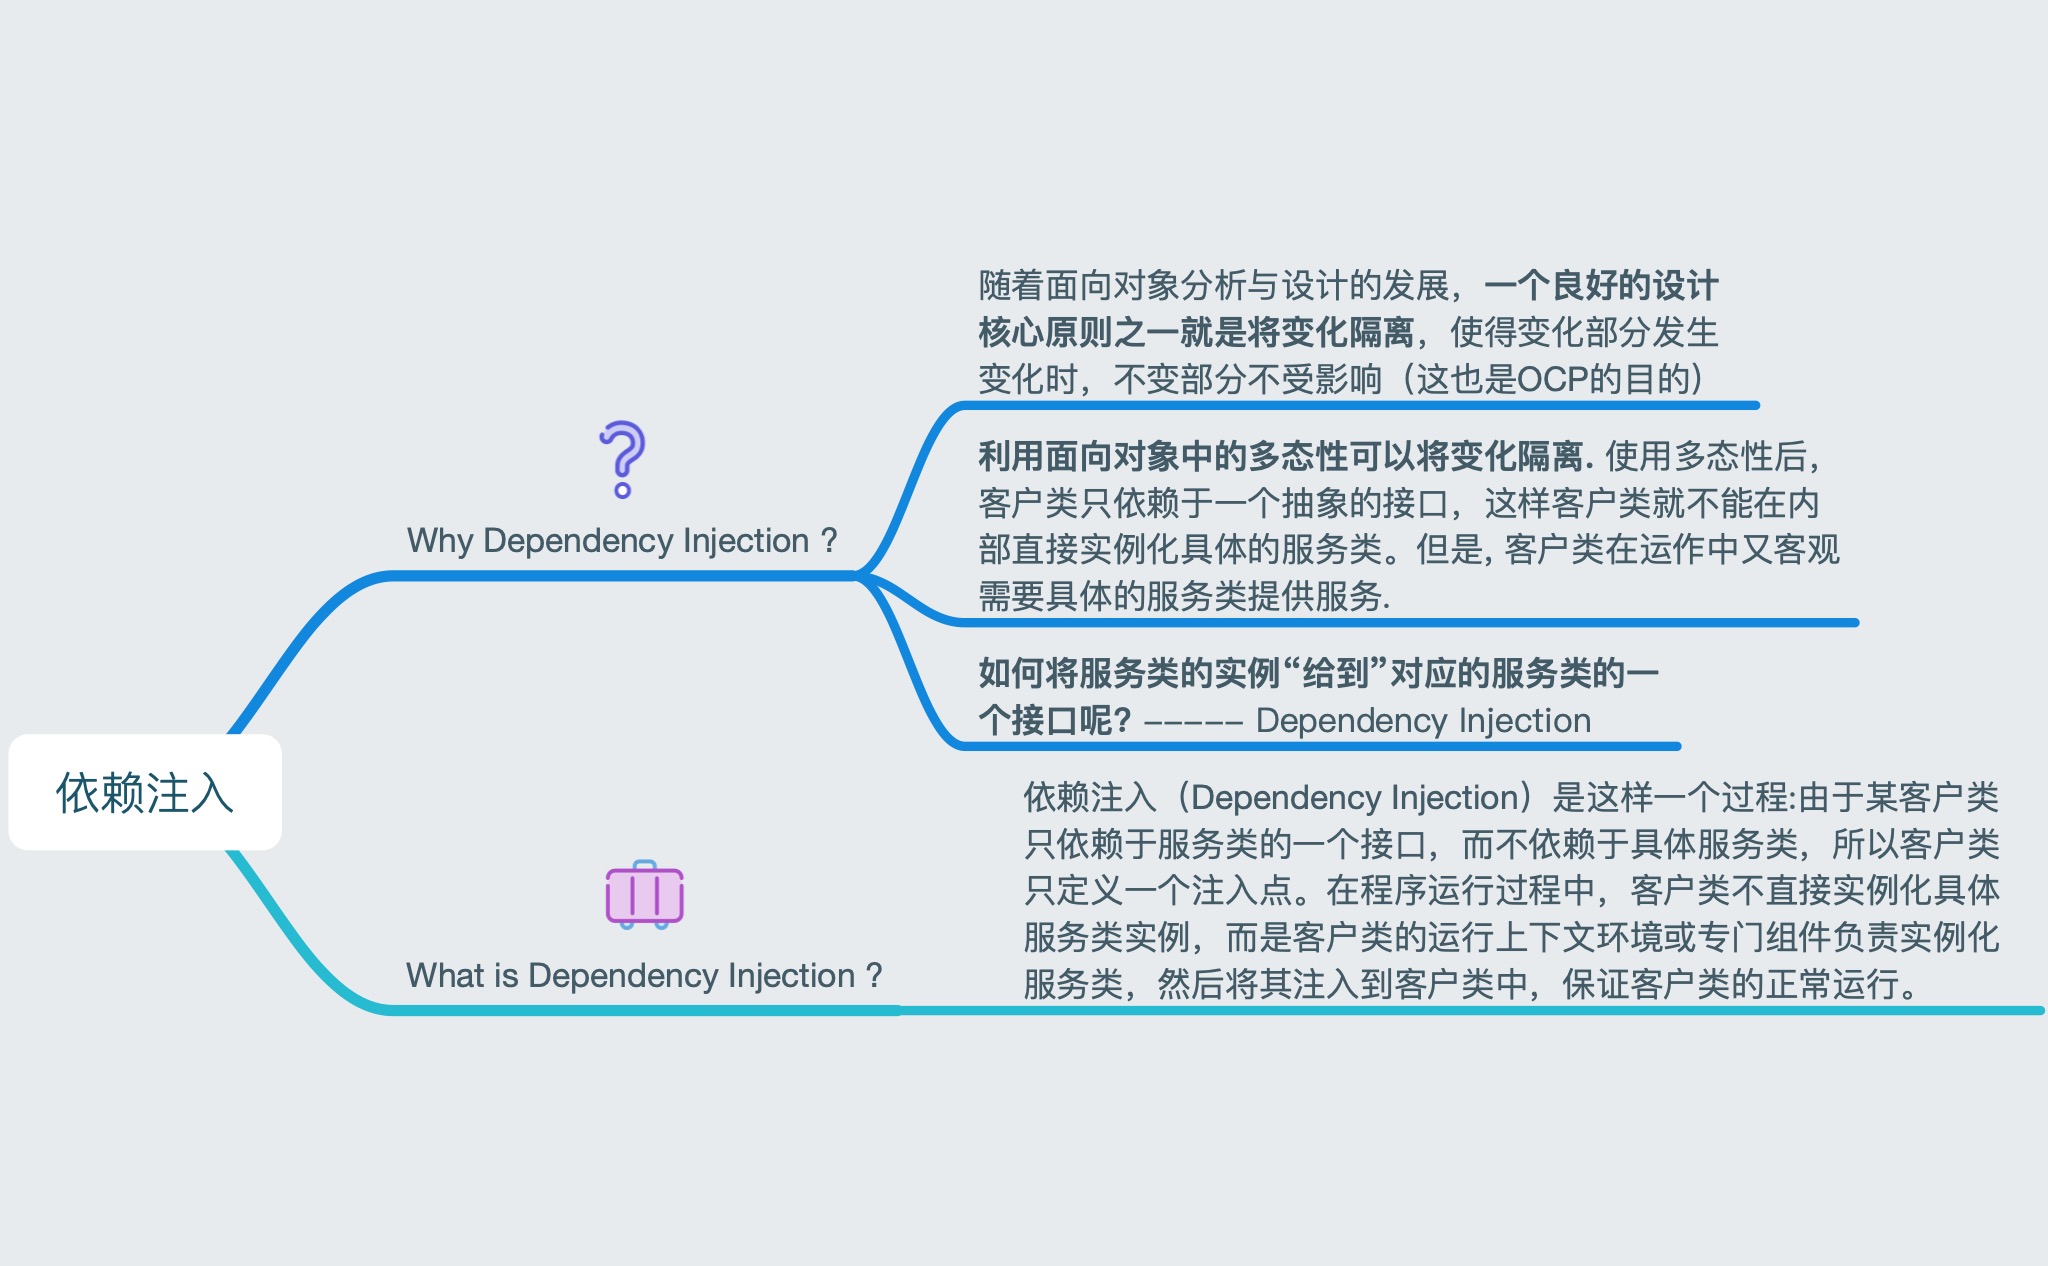 依赖注入
Why Dependency Injection ?
随着面向对象分析与设计的发展，一个良好的设计
核心原则之一就是将变化隔离，使得变化部分发生
变化时，不变部分不受影响（这也是OCP的目的）
利用面向对象中的多态性可以将变化隔离. 使用多态性后，
客户类只依赖于一个抽象的接口，这样客户类就不能在内
部直接实例化具体的服务类。但是, 客户类在运作中又客观
需要具体的服务类提供服务.
如何将服务类的实例“给到”对应的服务类的一
个接口呢? ----- Dependency Injection
What is Dependency Injection ?
依赖注入（Dependency Injection）是这样一个过程:由于某客户类
只依赖于服务类的一个接口，而不依赖于具体服务类，所以客户类
只定义一个注入点。在程序运行过程中，客户类不直接实例化具体
服务类实例，而是客户类的运行上下文环境或专门组件负责实例化
服务类，然后将其注入到客户类中，保证客户类的正常运行。